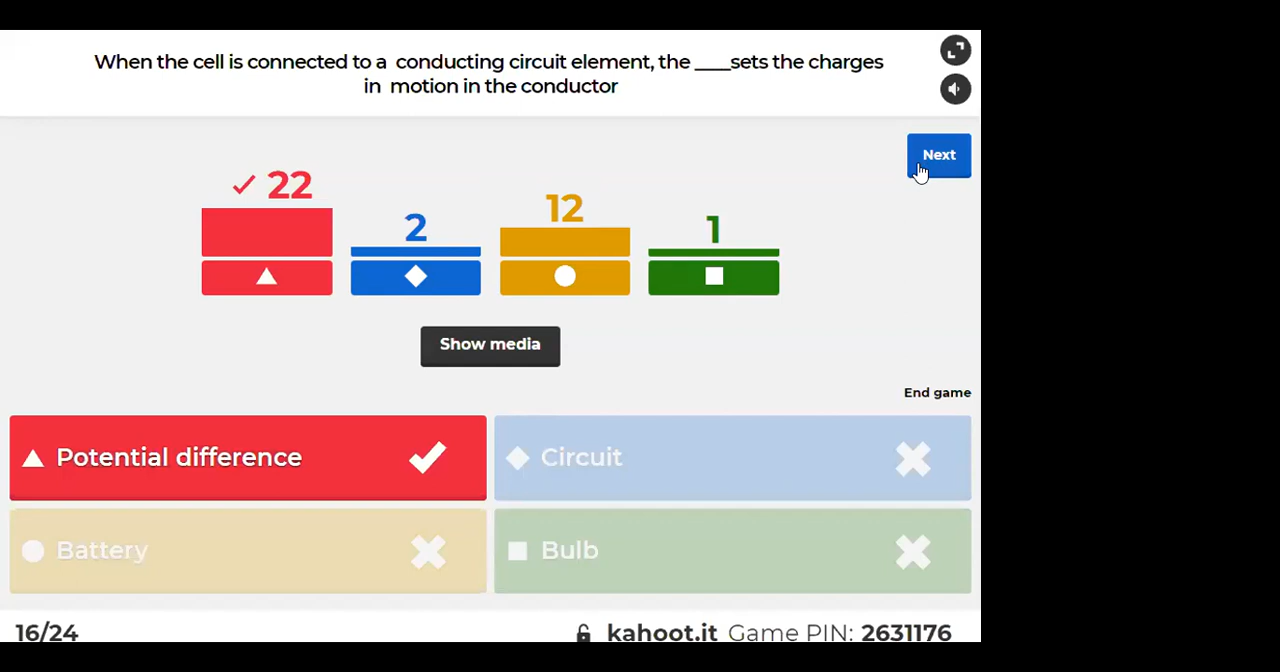 When the cell is connected to a conducting circuit element, the ____sets the charges
in motion in the conductor
Next
22
2
12
1
Show media
End game
Potential difference
Circuit
Battery
Bulb
16/24
kahoot.it Game PIN: 2631176